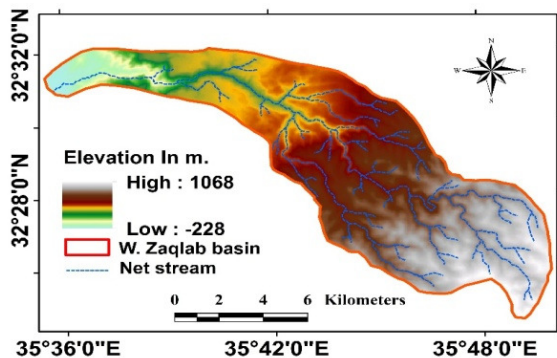 32°32'0"N
32°28'0"N
N
W
E
N
Elevation In m.
High : 1068
Low : -228
W. Zaqlab basin
Net stream
0 2 4 6 Kilometers
35°36'0"E 35°42'0"E 35°48'0"E